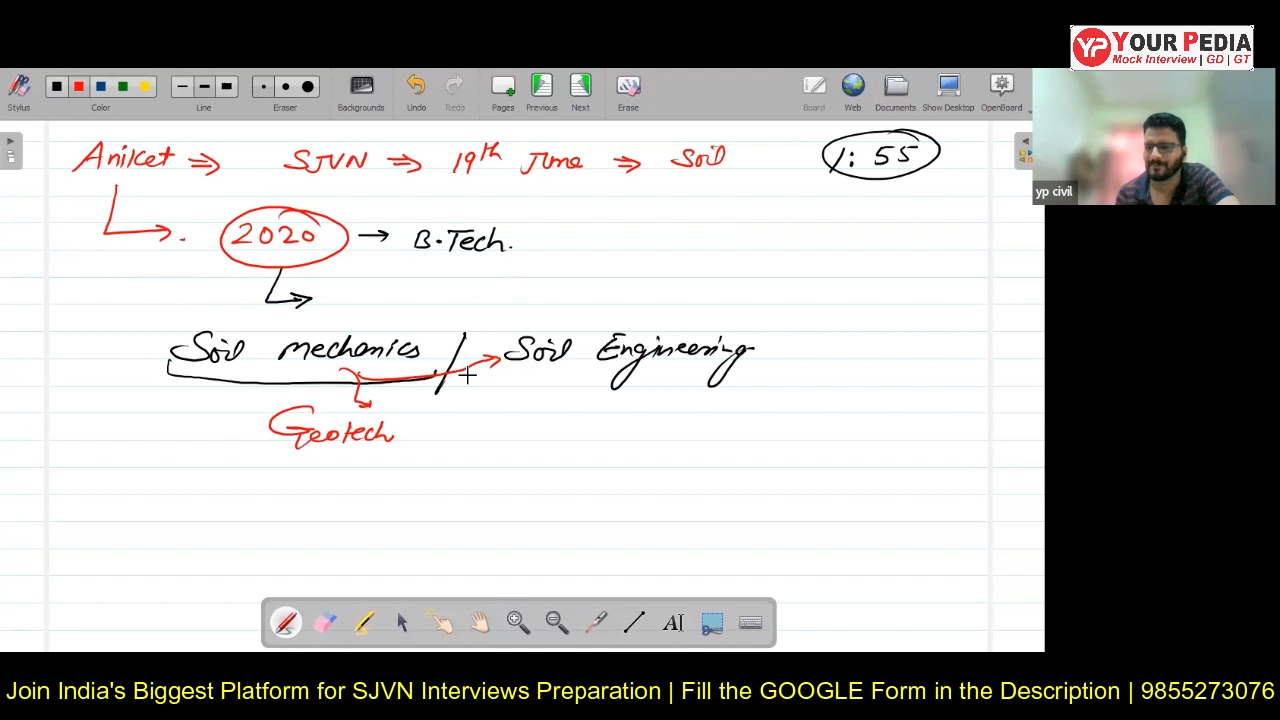 YP YOUR PEDIA
Mock Interview | GD | GT
Stylus Color Line Eraser Backgrounds Undo Redo Pages Previous Next Erase Board Web Documents Show Desktop OpenBoard
Aniket ⇒ SJVN ⇒ 19th June ⇒ Soil 1:55
yp civil
2020 → B.Tech.
Soil mechanics / Soil Engineering
Geotech
Join India's Biggest Platform for SJVN Interviews Preparation | Fill the GOOGLE Form in the Description | 9855273076